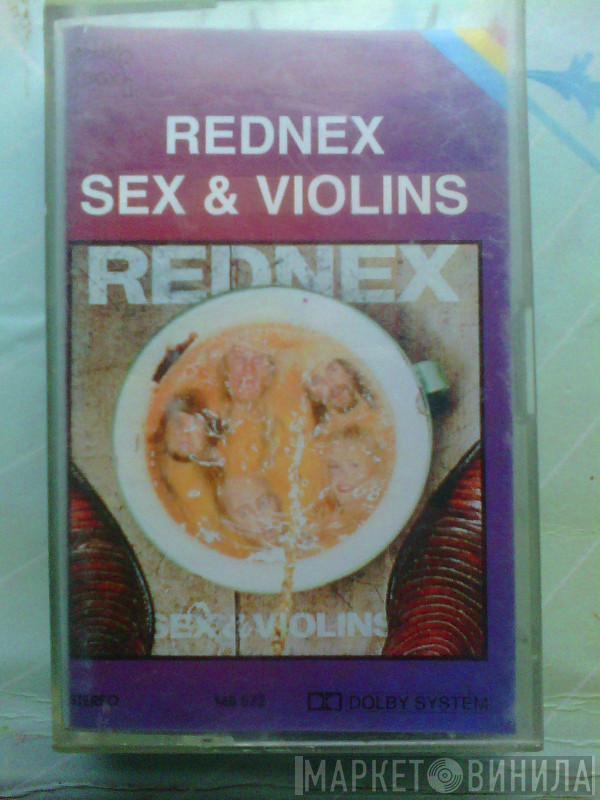 REDNEX
SEX & VIOLINS
REDNEX
SEX & VIOLINS
STEREO
DOLBY SYSTEM
МАРКЕТ ВИНИЛА